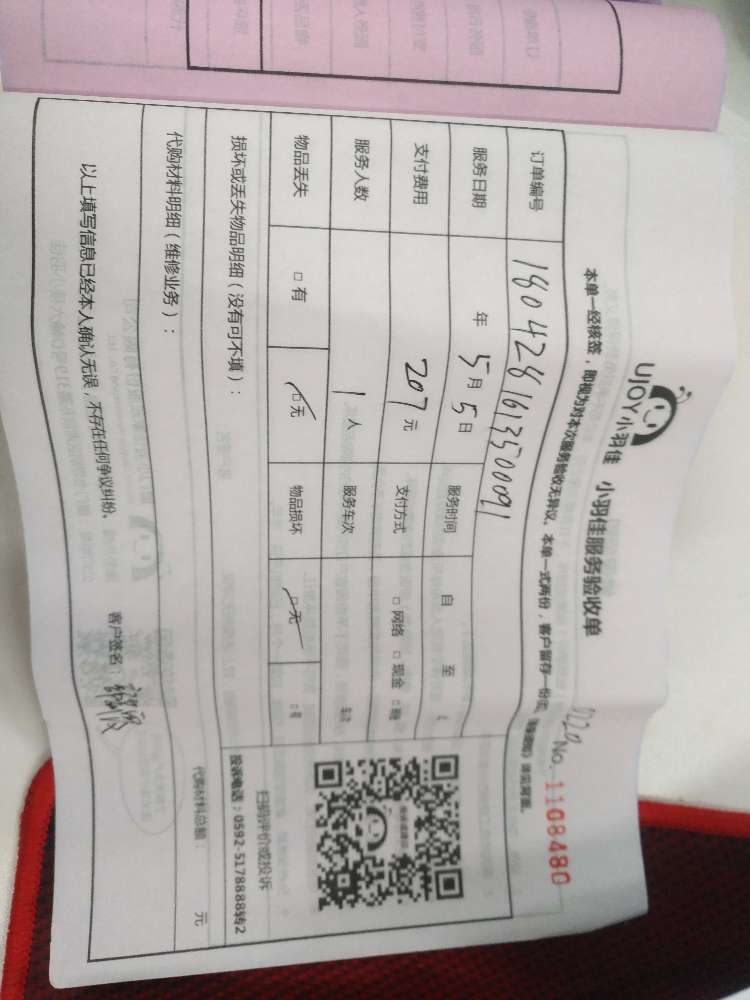 UJOY小羽佳 小羽佳服务验收单
No. 1108480
本单一经核签，即视为对本次服务验收无异议。本单一式两份，客户留存一份
订单编号 180428161350091
服务日期 年 5月5日 服务时间 自 至
支付费用 207元 支付方式 □ 网络 □ 现金 □
服务人数 1 人 服务车次 车次
物品丢失 □ 有 □ 无 物品损坏 □ 无 □ 有
损坏或丢失物品明细（没有可不填）：
扫码评价或投诉
投诉电话：0592-5178888转2
代购材料明细（维修业务）： 代购材料总额： 元
以上填写信息已经本人确认无误，不存在任何争议纠纷。 客户签名：